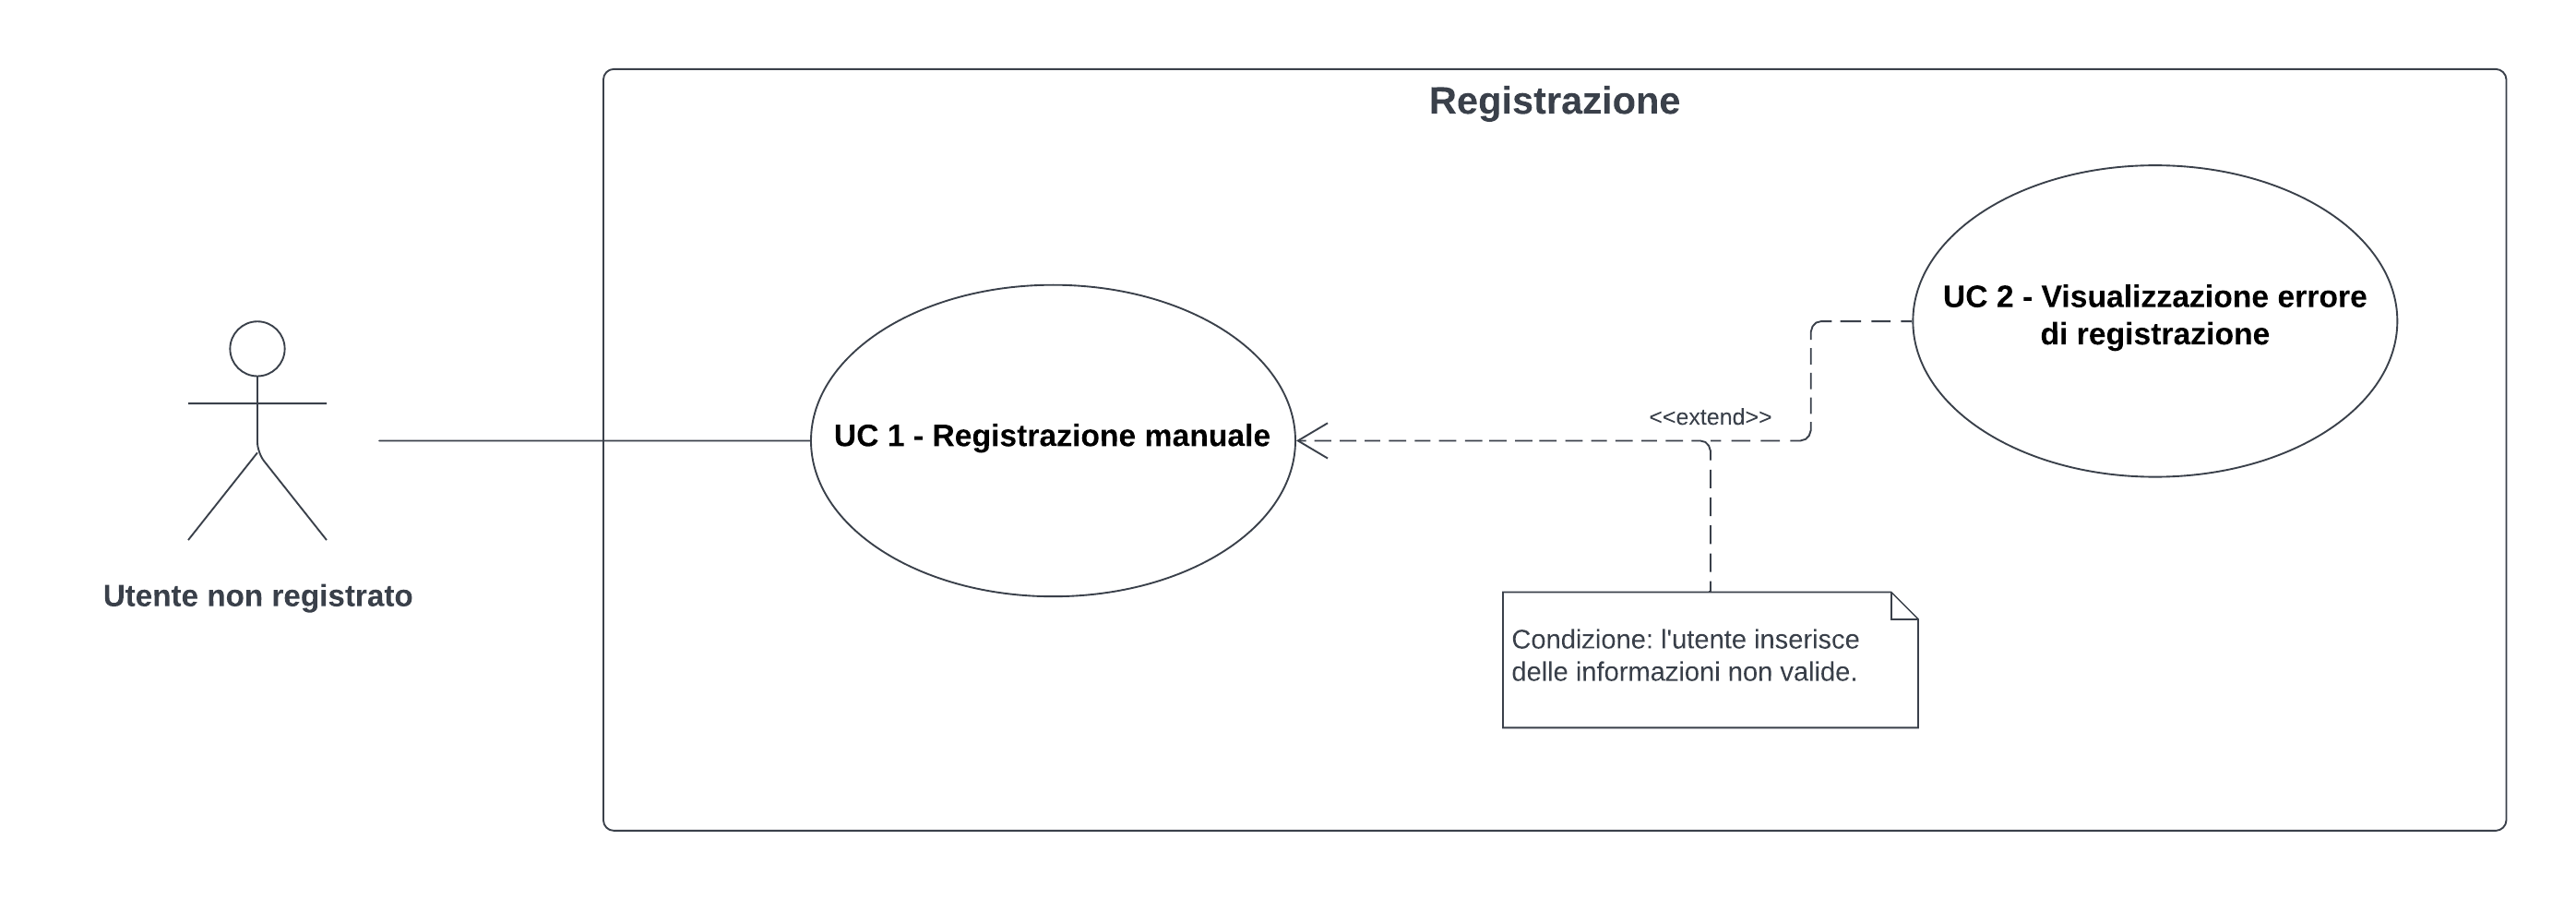 Registrazione
UC 2 - Visualizzazione errore
di registrazione
<<extend>>
UC 1 - Registrazione manuale
Utente non registrato
Condizione: l'utente inserisce
delle informazioni non valide.